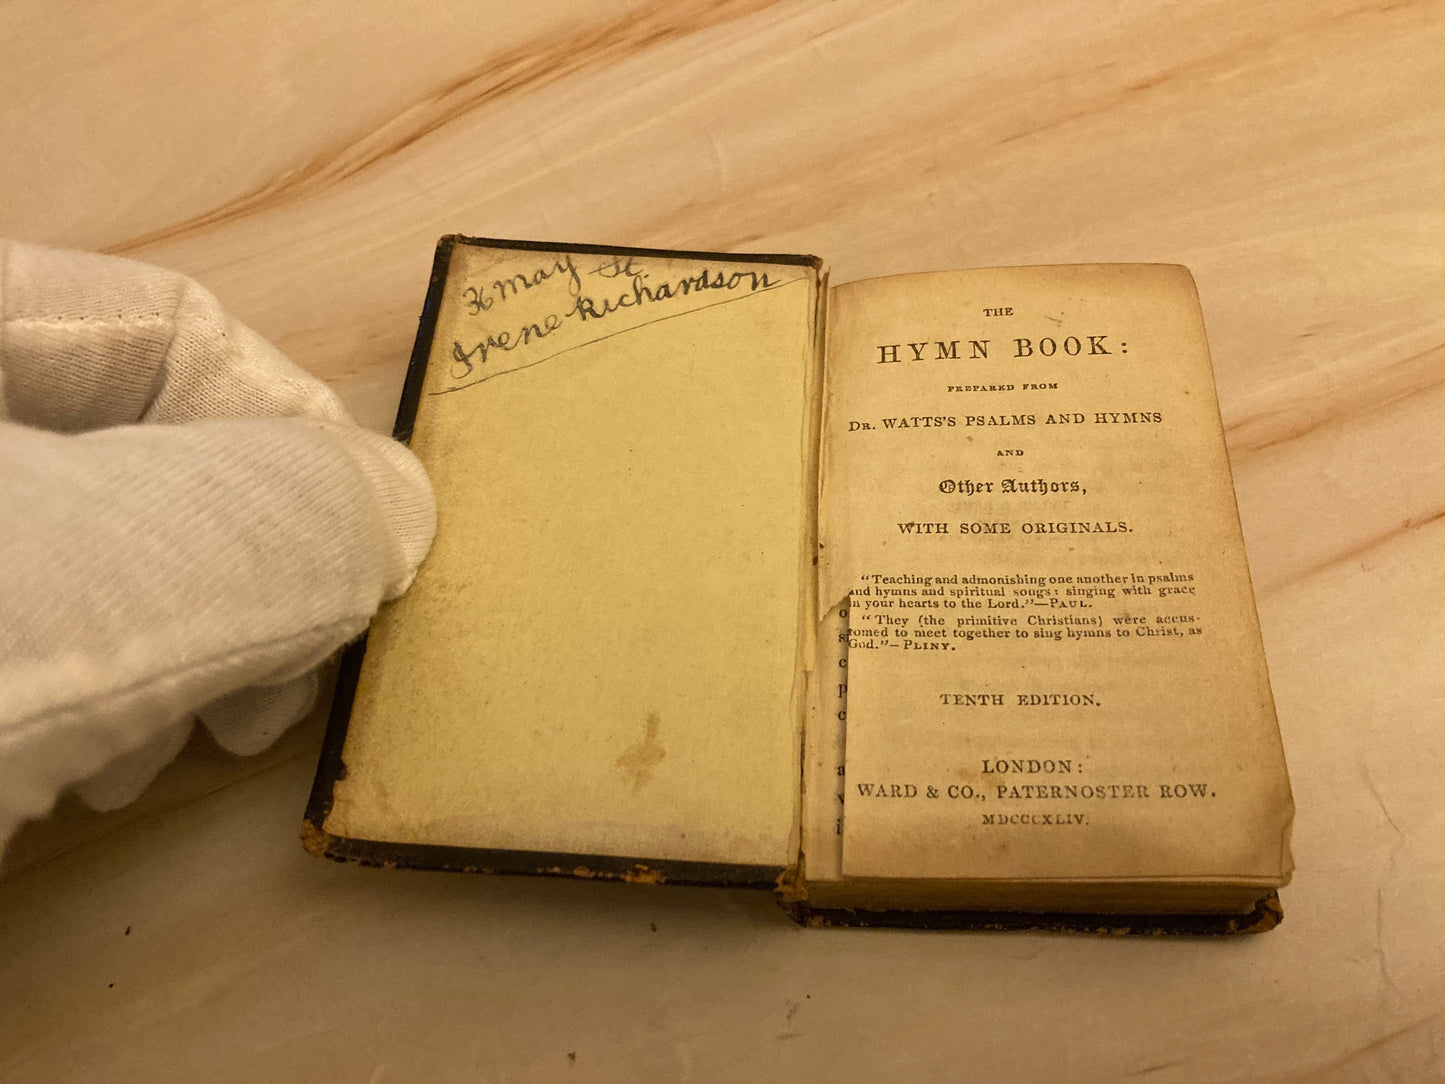 36 May St.
Irene Richardson
THE
HYMN BOOK:
PREPARED FROM
DR. WATTS'S PSALMS AND HYMNS
AND
Other Authors,
WITH SOME ORIGINALS.
"Teaching and admonishing one another in psalms
and hymns and spiritual songs: singing with grace
in your hearts to the Lord."—PAUL.
"They (the primitive Christians) were accus-
tomed to meet together to sing hymns to Christ, as
God."—PLINY.
TENTH EDITION.
LONDON:
WARD & CO., PATERNOSTER ROW.
MDCCCXLIV.